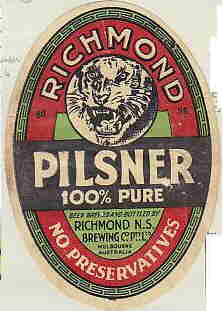 RICHMOND
PILSNER
100% PURE
BEER BREWED AND BOTTLED BY
RICHMOND N.S.
BREWING CO. PTY. LTD.
MELBOURNE
AUSTRALIA
NO PRESERVATIVES